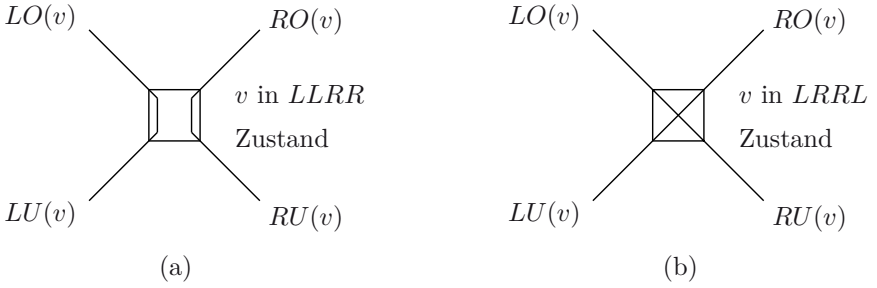 LO(v) RO(v)
v in LLRR
Zustand
LU(v) RU(v)
(a)
LO(v) RO(v)
v in LRRL
Zustand
LU(v) RU(v)
(b)